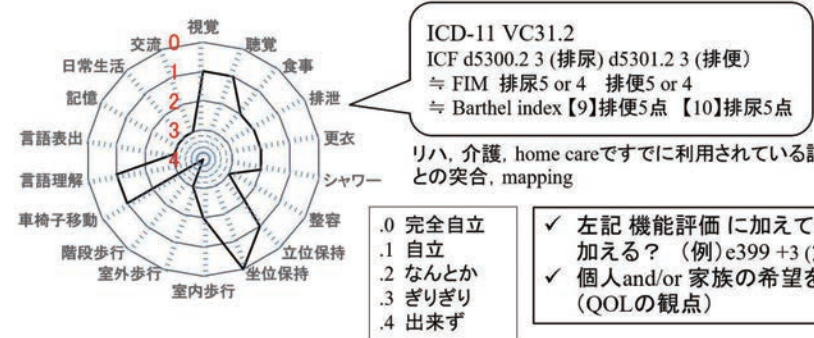 視覚
聴覚
食事
排泄
更衣
シャワー
整容
立位保持
坐位保持
室内歩行
室外歩行
階段歩行
車椅子移動
言語理解
言語表出
記憶
日常生活
交流
0
1
2
3
4
ICD-11 VC31.2
ICF d5300.2 3 (排尿) d5301.2 3 (排便)
≒ FIM 排尿5 or 4 排便5 or 4
≒ Barthel index【9】排便5点 【10】排尿5点
リハ, 介護, home careですでに利用されている
との突合, mapping
.0 完全自立
.1 自立
.2 なんとか
.3 ぎりぎり
.4 出来ず
✓ 左記 機能評価 に加えて
加える? (例)e399 +3
✓ 個人and/or 家族の希望を
(QOLの観点)